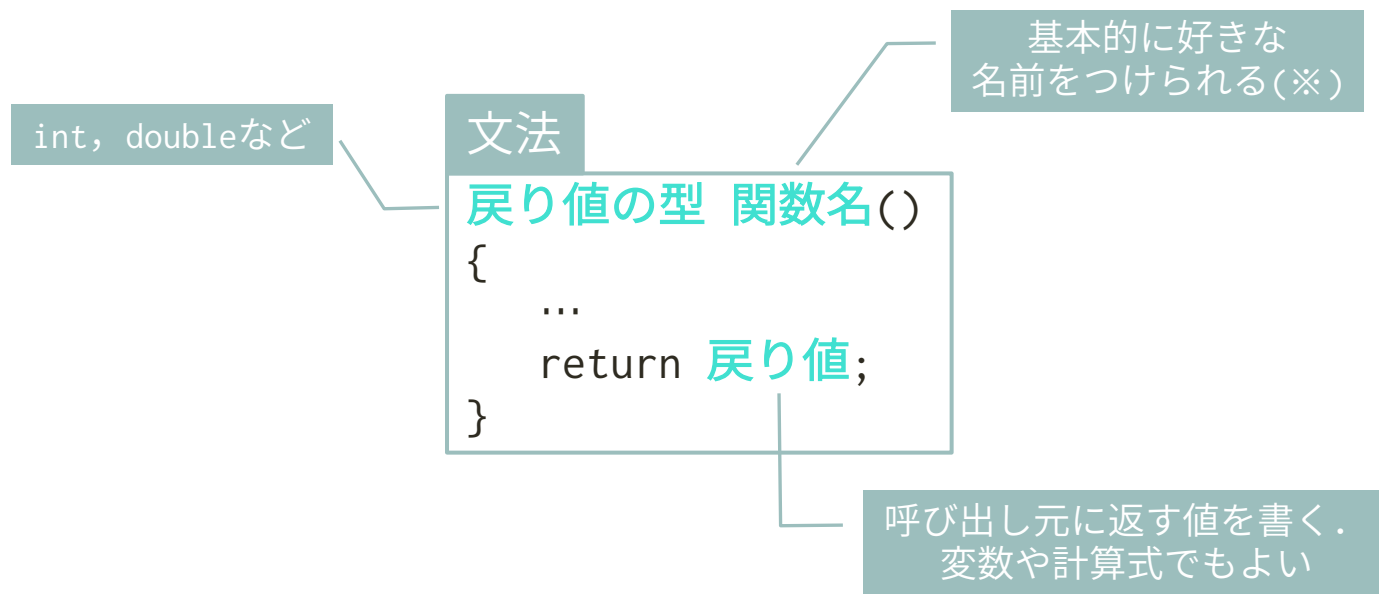 基本的に好きな
名前をつけられる(※)
int, doubleなど
文法
戻り値の型 関数名()
{
…
return 戻り値;
}
呼び出し元に返す値を書く.
変数や計算式でもよい